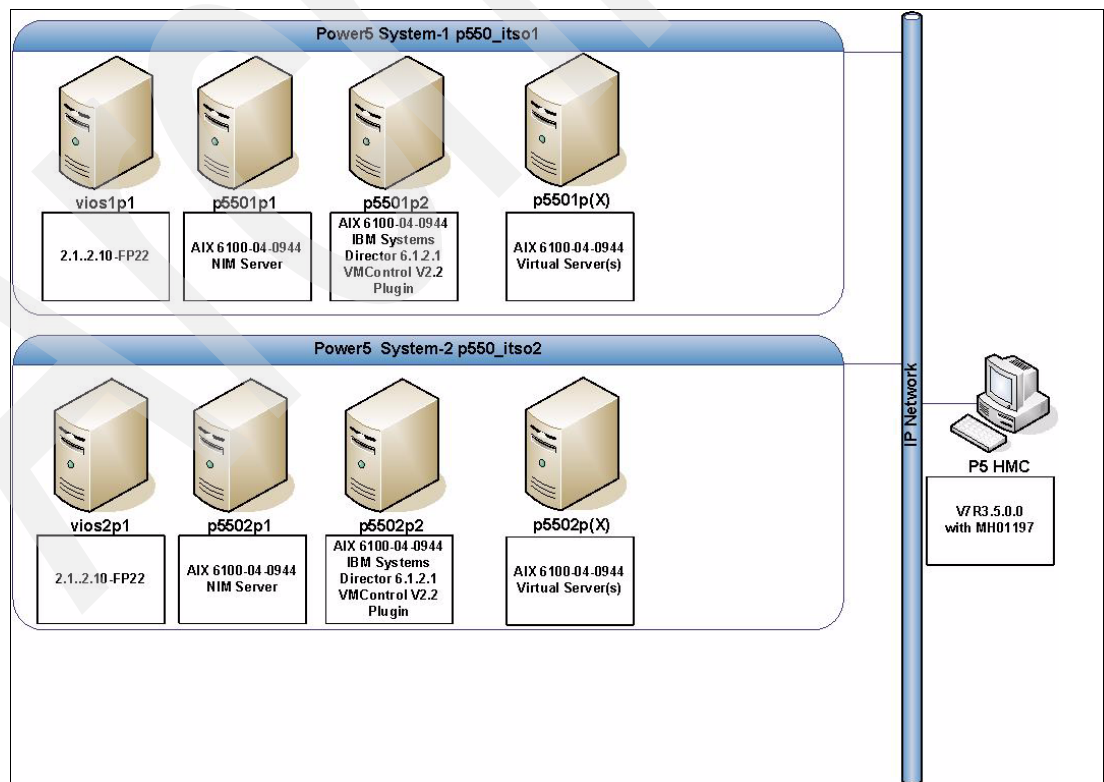 Power5 System-1 p550_itso1
vios1p1
p5501p1
p5501p2
p5501p(X)
2.1..2.10-FP22
AIX 6100-04-0944
NIM Server
AIX 6100-04-0944
IBM Systems
Director 6.1.2.1
VMControl V2.2
Plugin
AIX 6100-04-0944
Virtual Server(s)
Power5 System-2 p550_itso2
vios2p1
p5502p1
p5502p2
p5502p(X)
2.1..2.10-FP22
AIX 6100-04-0944
NIM Server
AIX 6100-04-0944
IBM Systems
Director 6.1.2.1
VMControl V2.2
Plugin
AIX 6100-04-0944
Virtual Server(s)
IP Network
P5 HMC
V7R3.5.0.0
with MH01197